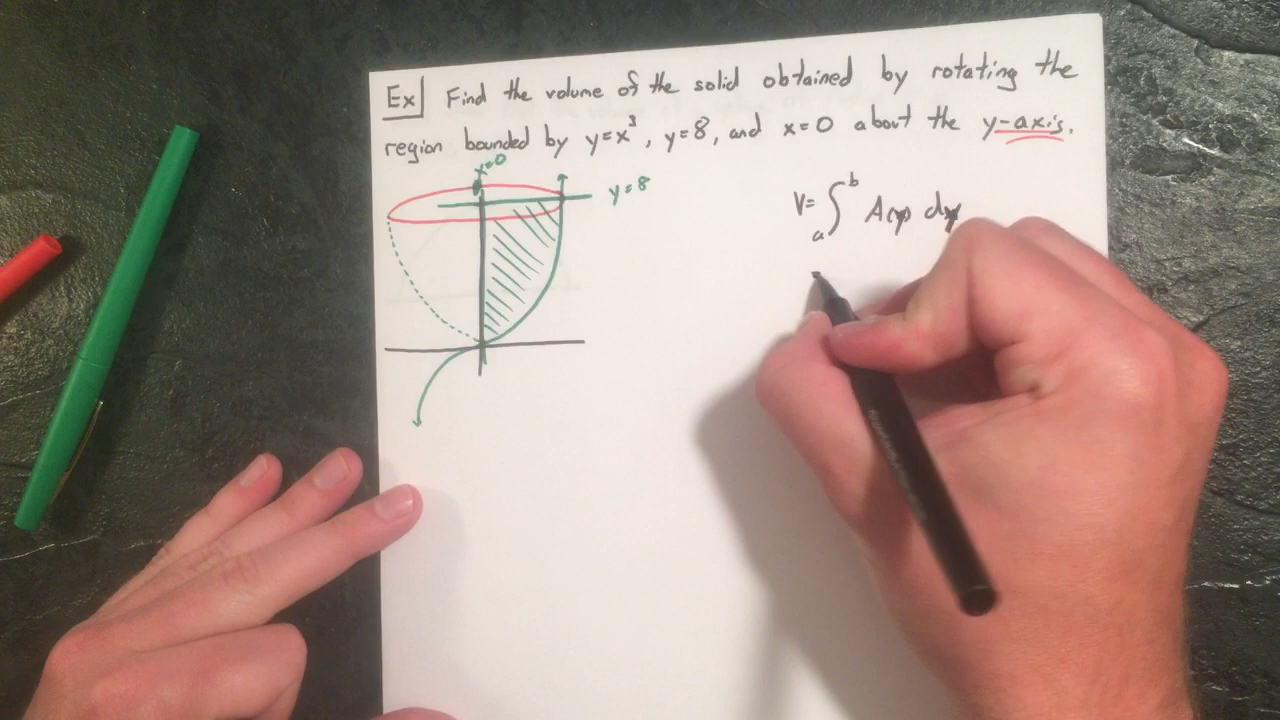 Ex Find the volume of the solid obtained by rotating the
region bounded by y=x³, y=8, and x=0 about the y-axis.
x=0
y=8
V= ∫ₐᵇ A(y) dy